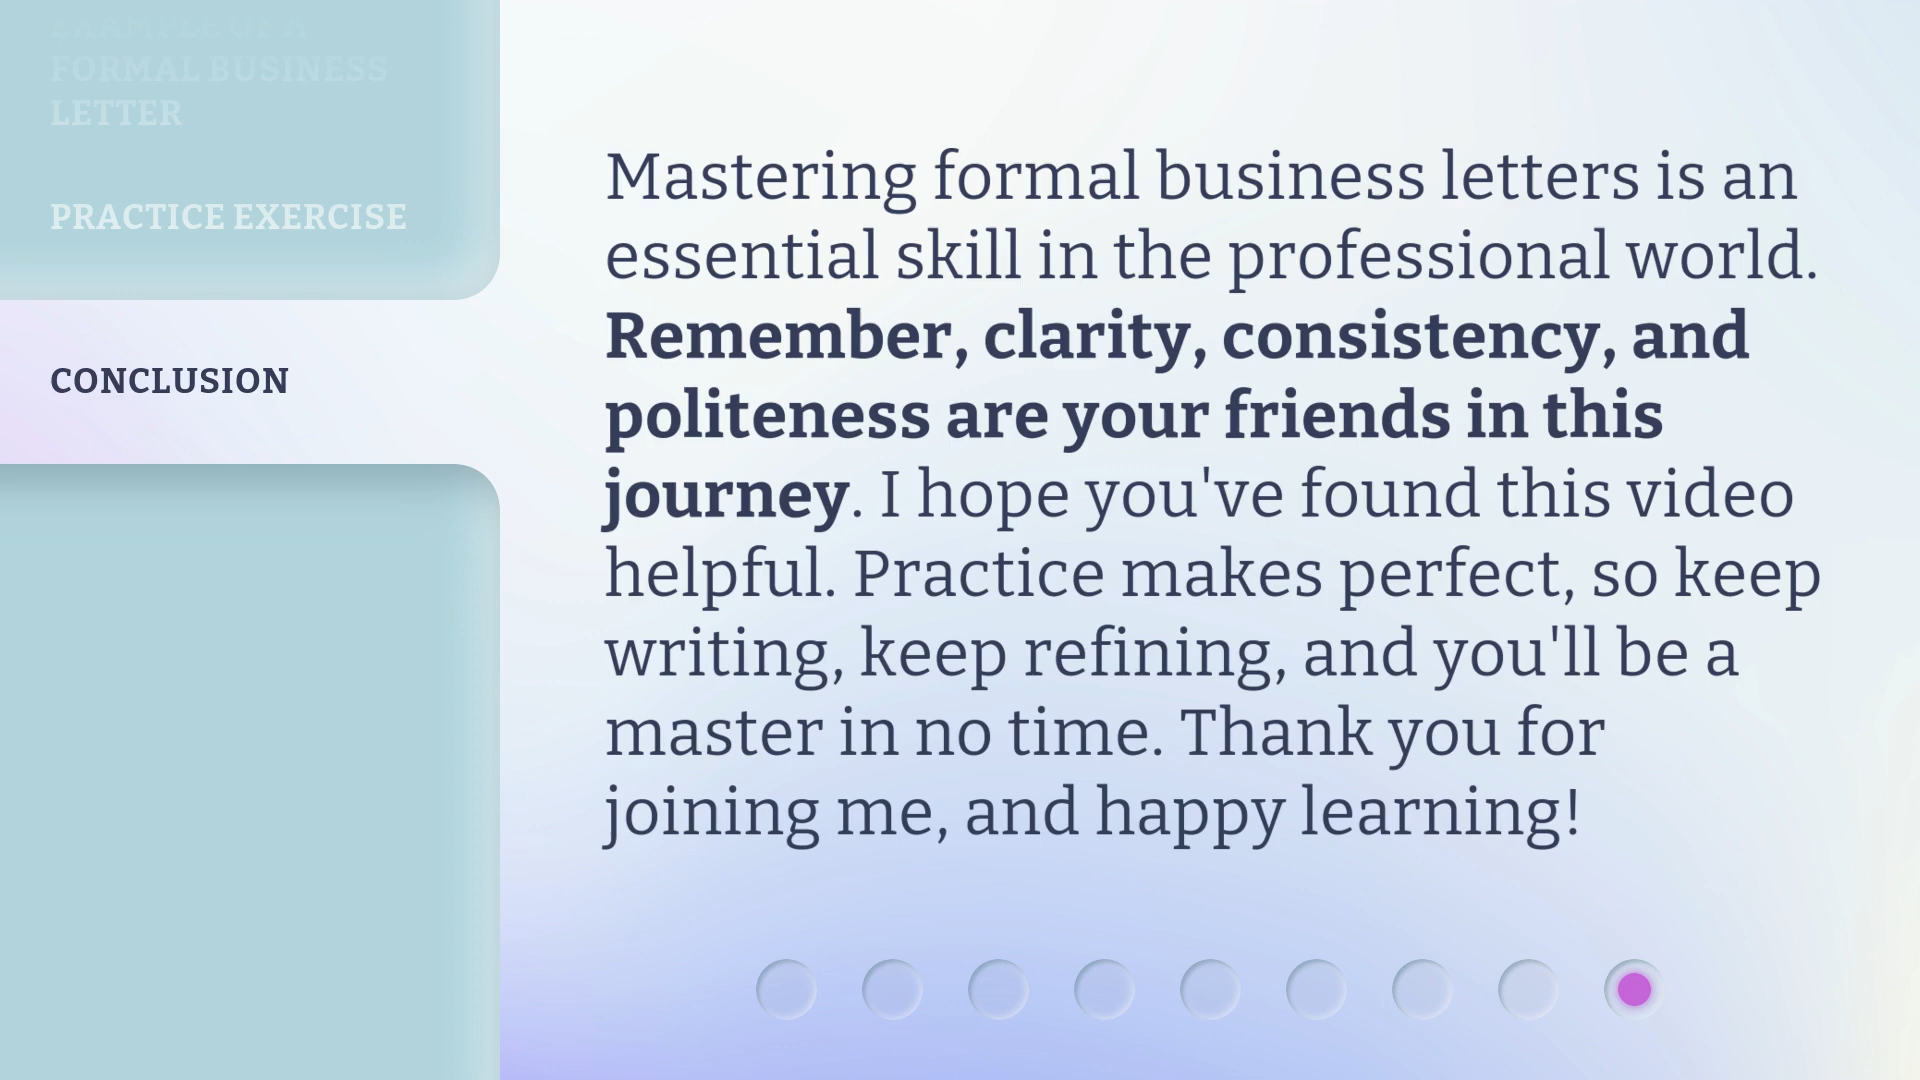 EXAMPLE OF A
FORMAL BUSINESS
LETTER
PRACTICE EXERCISE
CONCLUSION
Mastering formal business letters is an
essential skill in the professional world.
Remember, clarity, consistency, and
politeness are your friends in this
journey. I hope you've found this video
helpful. Practice makes perfect, so keep
writing, keep refining, and you'll be a
master in no time. Thank you for
joining me, and happy learning!